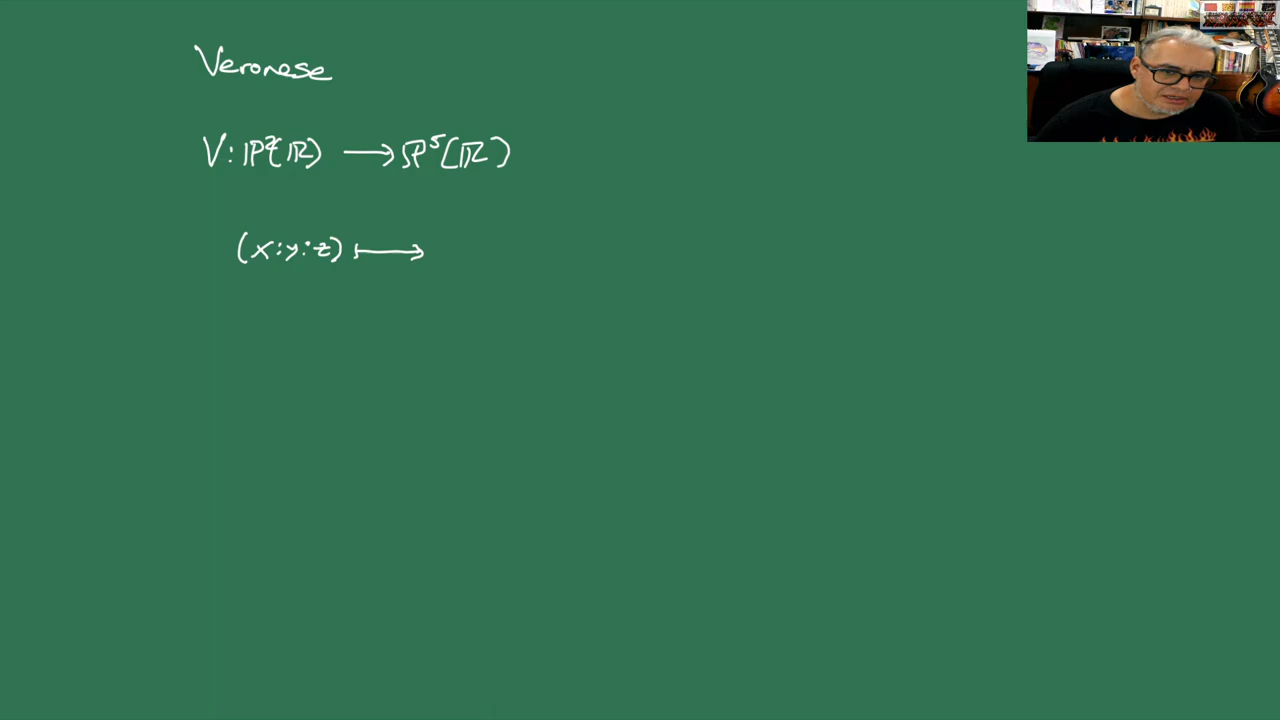 Veronese
V: ℙ²(ℝ) ⟶ ℙ⁵(ℝ)
(x:y:z) ⟼